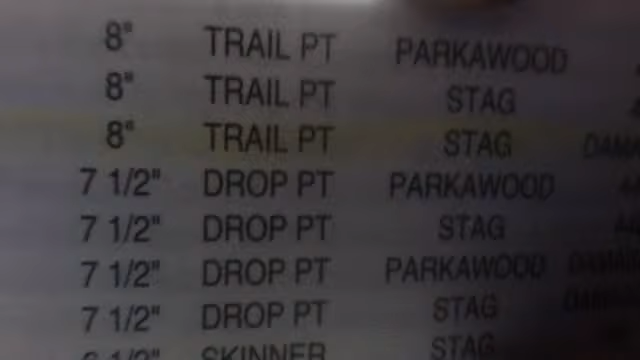 8" TRAIL PT PARKAWOOD
8" TRAIL PT STAG
8" TRAIL PT STAG
7 1/2" DROP PT PARKAWOOD
7 1/2" DROP PT STAG
7 1/2" DROP PT PARKAWOOD
7 1/2" DROP PT STAG
SKINNER STAG